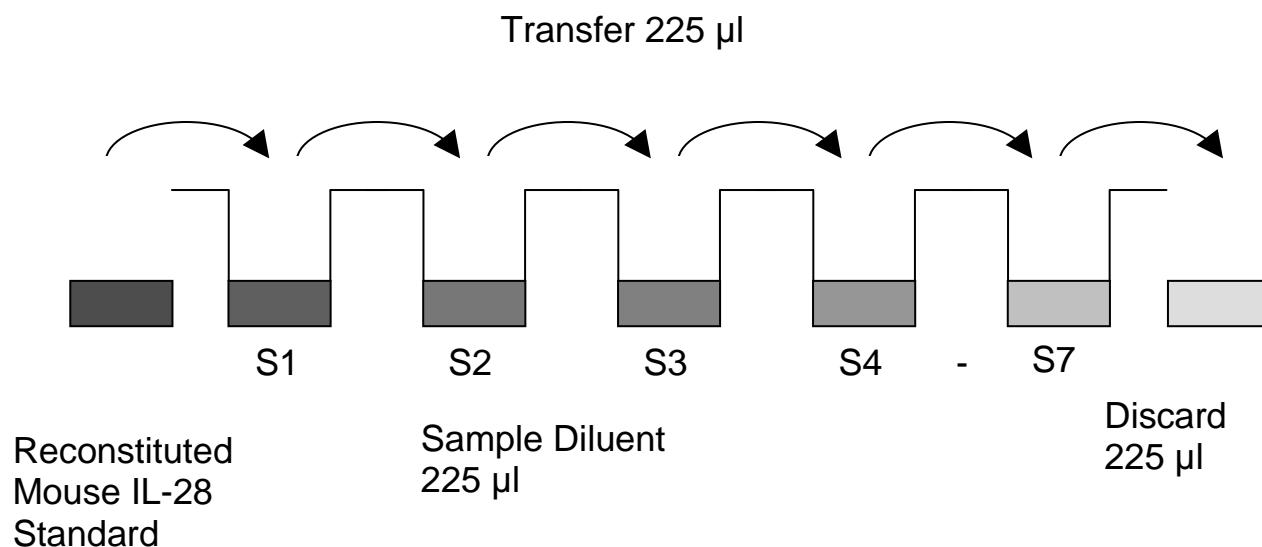 Transfer 225 µl
S1 S2 S3 S4 - S7
Reconstituted
Mouse IL-28
Standard
Sample Diluent
225 µl
Discard
225 µl